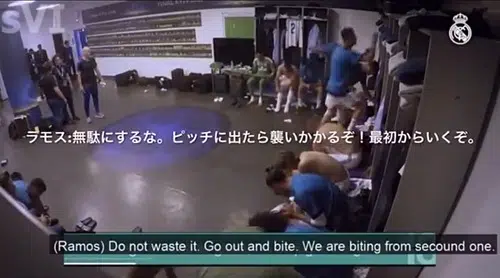 SVI
ラモス:無駄にするな。ピッチに出たら襲いかかるぞ！最初からいくぞ。
(Ramos) Do not waste it. Go out and bite. We are biting from secound one.